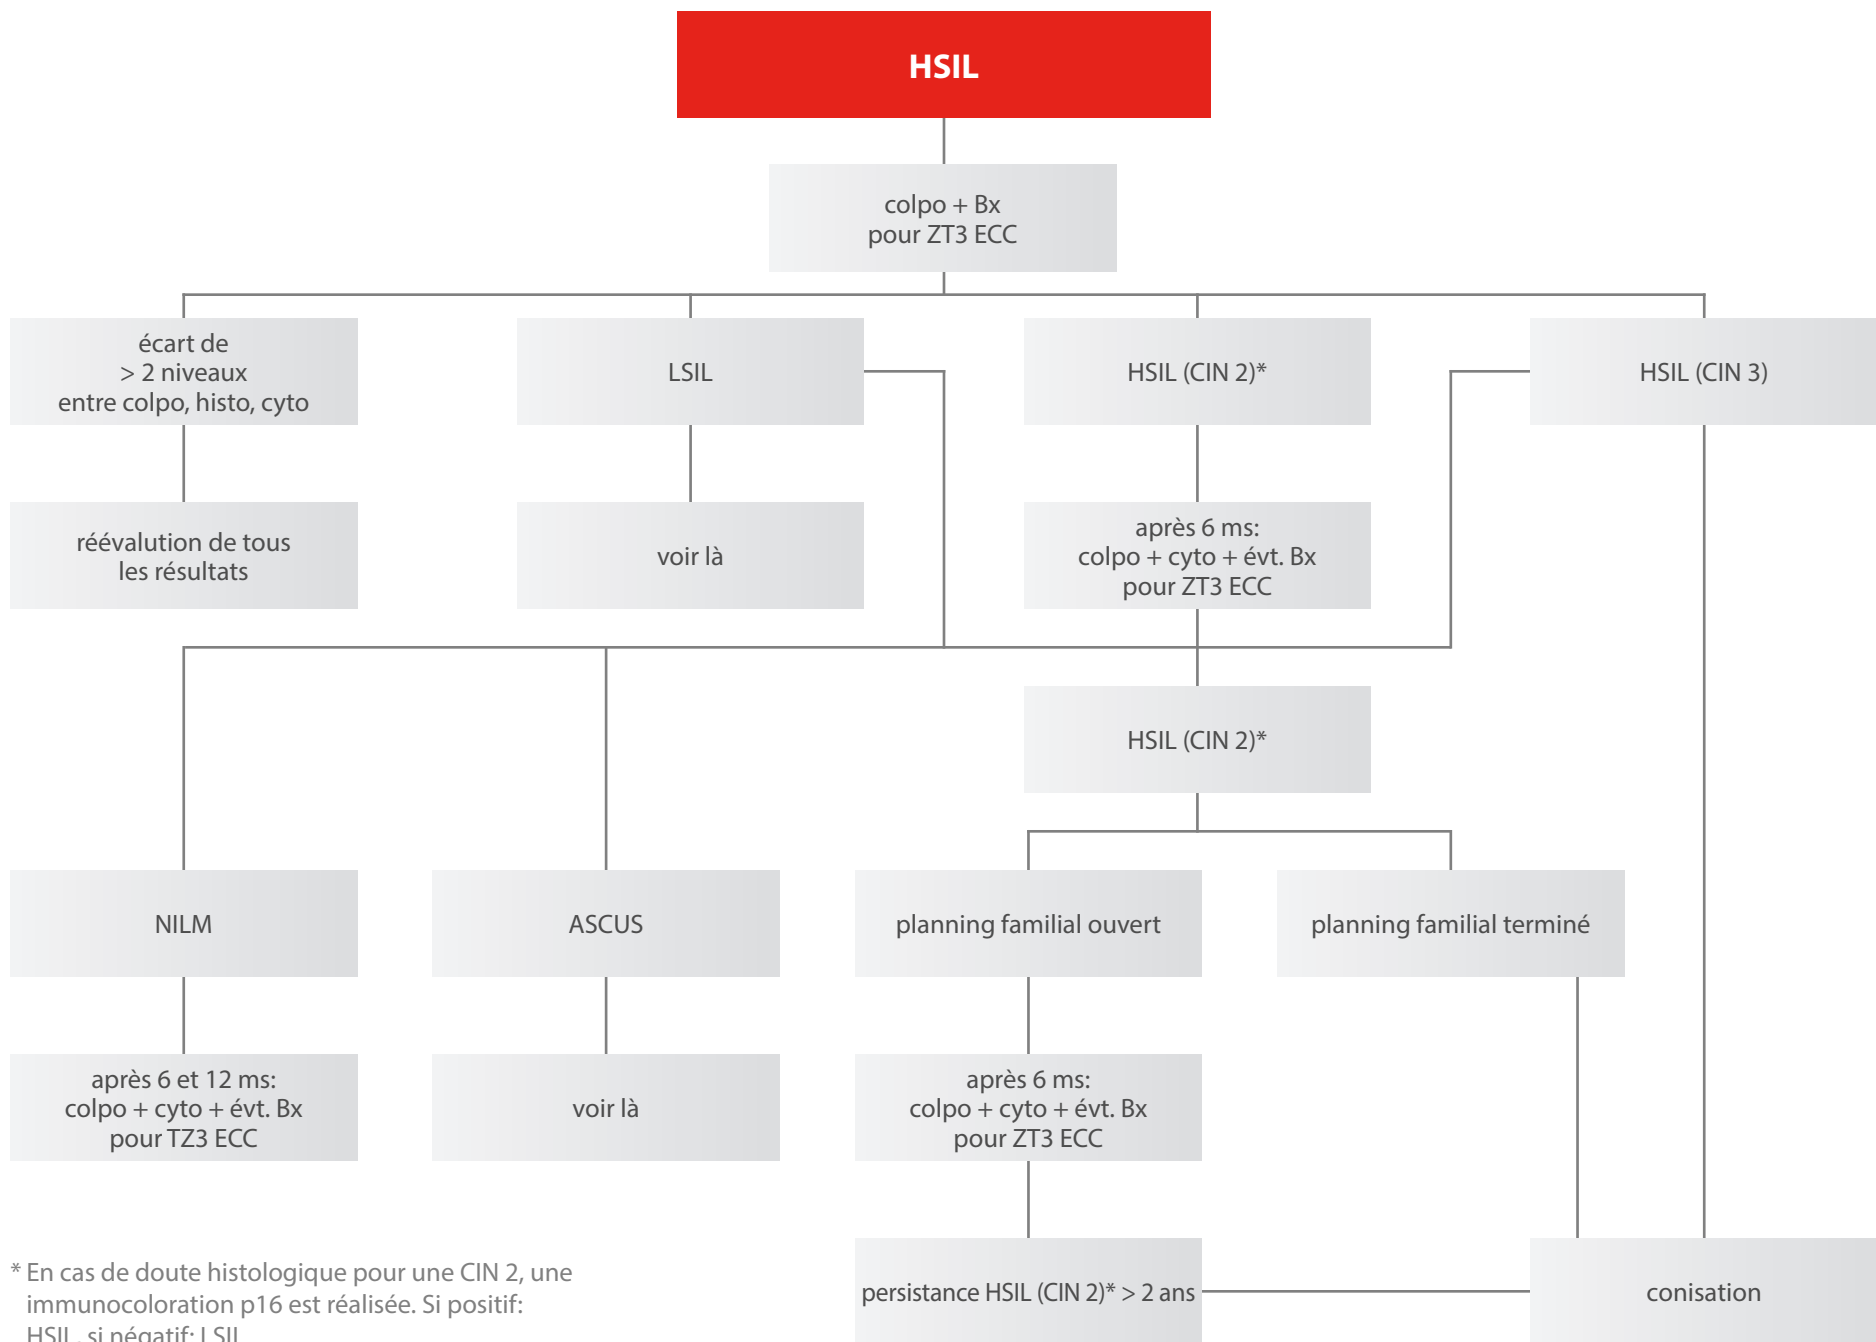 HSIL
colpo + Bx
pour ZT3 ECC
écart de
> 2 niveaux
entre colpo, histo, cyto
LSIL
HSIL (CIN 2)*
HSIL (CIN 3)
réévalution de tous
les résultats
voir là
après 6 ms:
colpo + cyto + évt. Bx
pour ZT3 ECC
HSIL (CIN 2)*
NILM
ASCUS
planning familial ouvert
planning familial terminé
après 6 et 12 ms:
colpo + cyto + évt. Bx
pour TZ3 ECC
voir là
après 6 ms:
colpo + cyto + évt. Bx
pour ZT3 ECC
persistance HSIL (CIN 2)* > 2 ans
conisation
* En cas de doute histologique pour une CIN 2, une
immunocoloration p16 est réalisée. Si positif:
HSIL, si négatif: LSIL